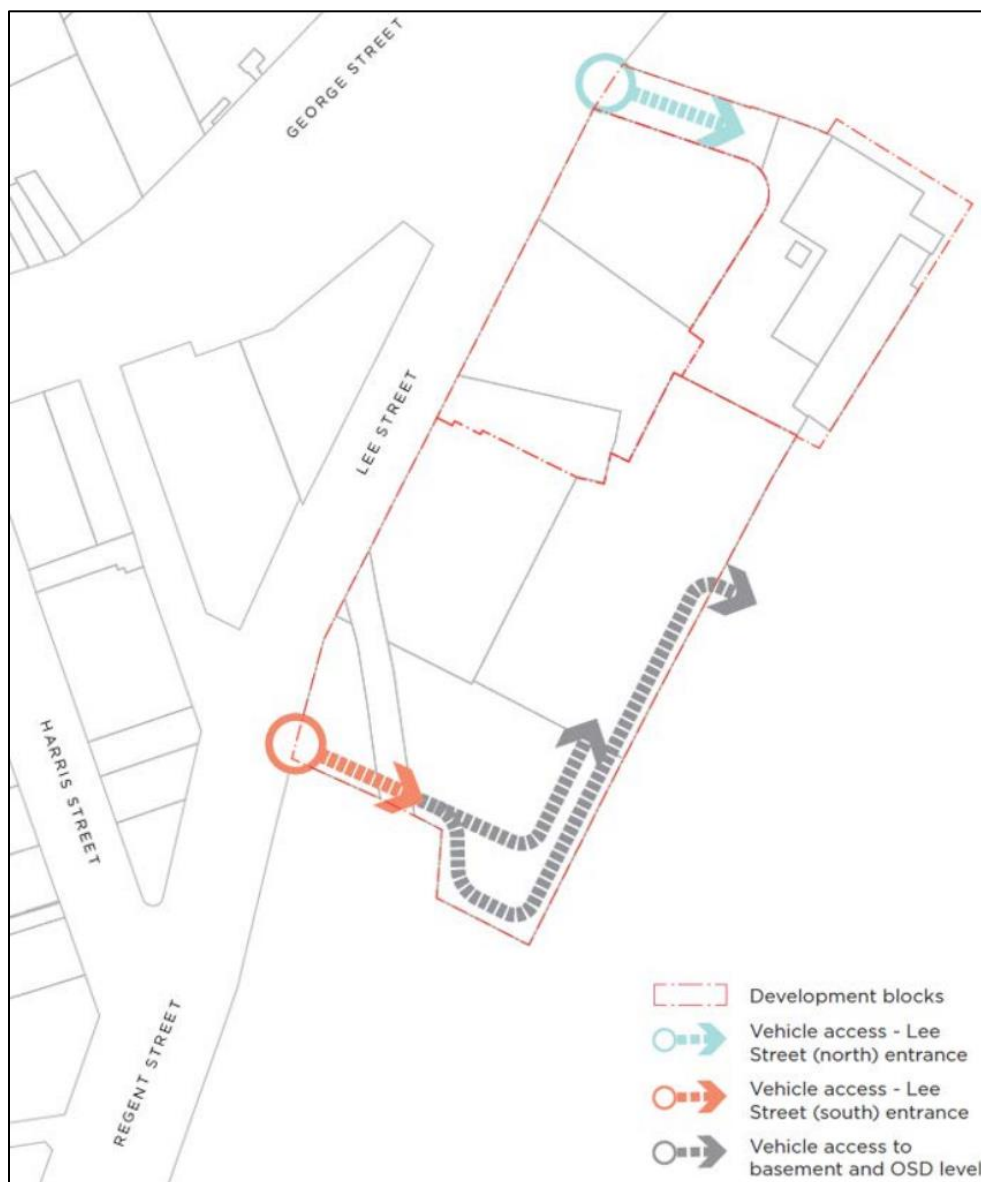 GEORGE STREET
LEE STREET
HARRIS STREET
REGENT STREET
Development blocks
Vehicle access - Lee
Street (north) entrance
Vehicle access - Lee
Street (south) entrance
Vehicle access to
basement and OSD level